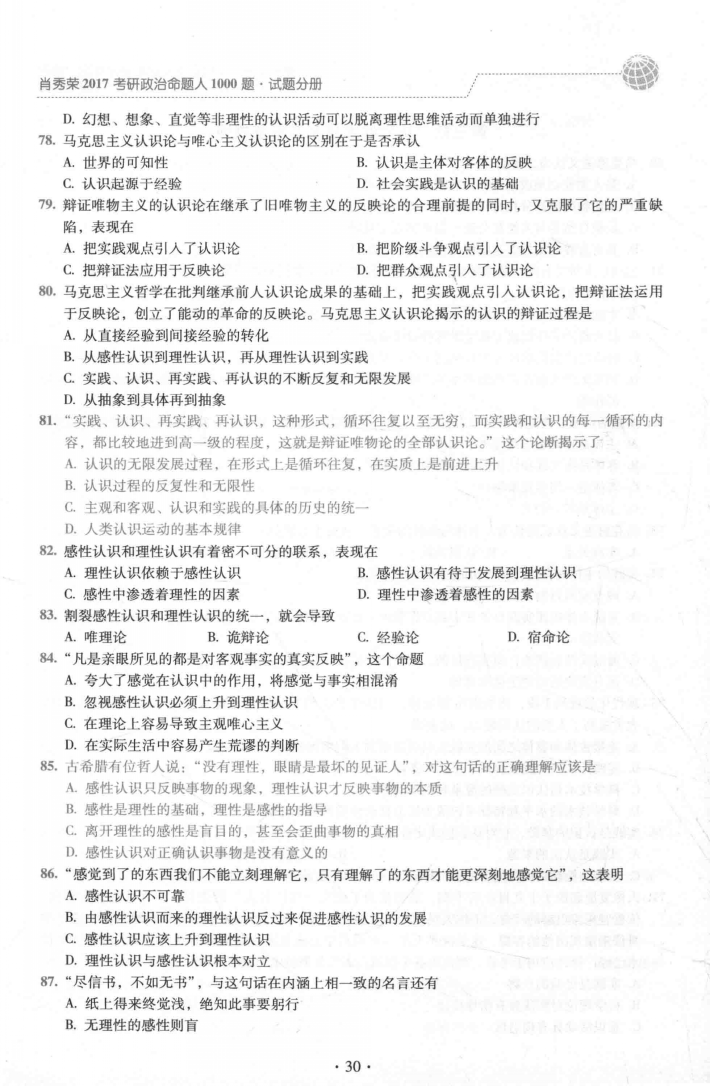 肖秀荣2017考研政治命题人1000题·试题分册
D. 幻想、想象、直觉等非理性的认识活动可以脱离理性思维活动而单独进行
78. 马克思主义认识论与唯心主义认识论的区别在于是否承认
A. 世界的可知性 B. 认识是主体对客体的反映
C. 认识起源于经验 D. 社会实践是认识的基础
79. 辩证唯物主义的认识论在继承了旧唯物主义的反映论的合理前提的同时，又克服了它的严重缺
陷，表现在
A. 把实践观点引入了认识论 B. 把阶级斗争观点引入了认识论
C. 把辩证法应用于反映论 D. 把群众观点引入了认识论
80. 马克思主义哲学在批判继承前人认识论成果的基础上，把实践观点引入认识论，把辩证法运用
于反映论，创立了能动的革命的反映论。马克思主义认识论揭示的认识的辩证过程是
A. 从直接经验到间接经验的转化
B. 从感性认识到理性认识，再从理性认识到实践
C. 实践、认识、再实践、再认识的不断反复和无限发展
D. 从抽象到具体再到抽象
81. “实践、认识、再实践、再认识，这种形式，循环往复以至无穷，而实践和认识的每一循环的内
容，都比较地进到高一级的程度，这就是辩证唯物论的全部认识论。”这个论断揭示了
A. 认识的无限发展过程，在形式上是循环往复，在实质上是前进上升
B. 认识过程的反复性和无限性
C. 主观和客观、认识和实践的具体的历史的统一
D. 人类认识运动的基本规律
82. 感性认识和理性认识有着密不可分的联系，表现在
A. 理性认识依赖于感性认识 B. 感性认识有待于发展到理性认识
C. 感性中渗透着理性的因素 D. 理性中渗透着感性的因素
83. 割裂感性认识和理性认识的统一，就会导致
A. 唯理论 B. 诡辩论 C. 经验论 D. 宿命论
84. “凡是亲眼所见的都是对客观事实的真实反映”，这个命题
A. 夸大了感觉在认识中的作用，将感觉与事实相混淆
B. 忽视感性认识必须上升到理性认识
C. 在理论上容易导致主观唯心主义
D. 在实际生活中容易产生荒谬的判断
85. 古希腊有位哲人说：“没有理性，眼睛是最坏的见证人”，对这句话的正确理解应该是
A. 感性认识只反映事物的现象，理性认识才反映事物的本质
B. 感性是理性的基础，理性是感性的指导
C. 离开理性的感性是盲目的，甚至会歪曲事物的真相
D. 感性认识对正确认识事物是没有意义的
86. “感觉到了的东西我们不能立刻理解它，只有理解了的东西才能更深刻地感觉它”，这表明
A. 感性认识不可靠
B. 由感性认识而来的理性认识反过来促进感性认识的发展
C. 感性认识应该上升到理性认识
D. 理性认识与感性认识根本对立
87. “尽信书，不如无书”，与这句话在内涵上相一致的名言还有
A. 纸上得来终觉浅，绝知此事要躬行
B. 无理性的感性则盲
· 30 ·